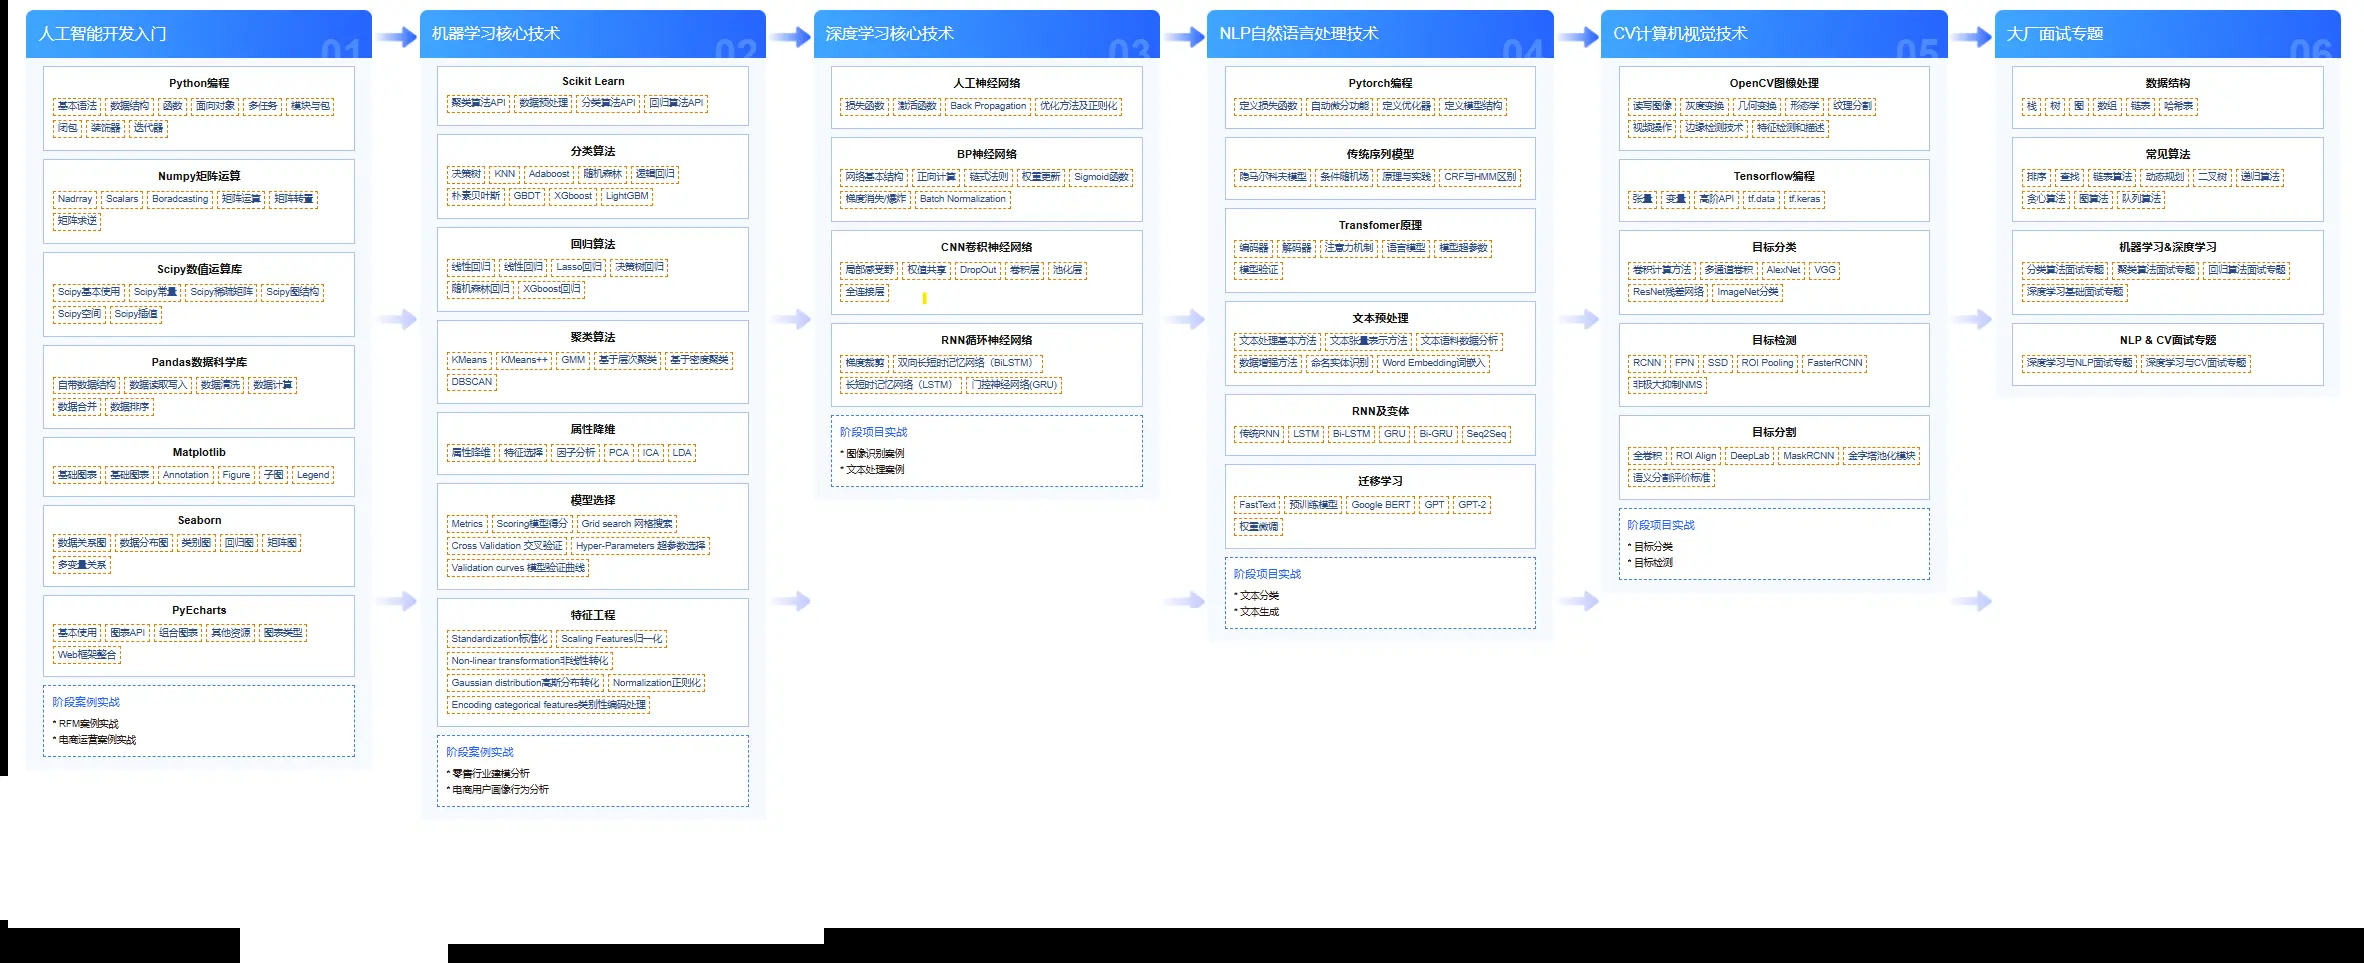 人工智能开发入门
01
Python编程
基本语法 数据结构 函数 面向对象 多任务 模块与包
闭包 装饰器 迭代器
Numpy矩阵运算
Nadrray Scalars Boradcasting 矩阵运算 矩阵转置
矩阵求逆
Scipy数值运算库
Scipy基本使用 Scipy常量 Scipy稀疏矩阵 Scipy图结构
Scipy空间 Scipy插值
Pandas数据科学库
自带数据结构 数据读取写入 数据清洗 数据计算
数据合并 数据排序
Matplotlib
基础图表 基础图表 Annotation Figure 子图 Legend
Seaborn
数据关系图 数据分布图 类别图 回归图 矩阵图
多变量关系
PyEcharts
基本使用 图表API 组合图表 其他资源 图表类型
Web框架整合
阶段案例实战
* RFM案例实战
* 电商运营案例实战
机器学习核心技术
02
Scikit Learn
聚类算法API 数据预处理 分类算法API 回归算法API
分类算法
决策树 KNN Adaboost 随机森林 逻辑回归
朴素贝叶斯 GBDT XGboost LightGBM
回归算法
线性回归 线性回归 Lasso回归 决策树回归
随机森林回归 XGboost回归
聚类算法
KMeans KMeans++ GMM 基于层次聚类 基于密度聚类
DBSCAN
属性降维
属性降维 特征选择 因子分析 PCA ICA LDA
模型选择
Metrics Scoring模型得分 Grid search 网格搜索
Cross Validation 交叉验证 Hyper-Parameters 超参数选择
Validation curves 模型验证曲线
特征工程
Standardization标准化 Scaling Features归一化
Non-linear transformation非线性转化
Gaussian distribution高斯分布转化 Normalization正则化
Encoding categorical features类别性编码处理
阶段案例实战
* 零售行业建模分析
* 电商用户画像行为分析
深度学习核心技术
03
人工神经网络
损失函数 激活函数 Back Propagation 优化方法及正则化
BP神经网络
网络基本结构 正向计算 链式法则 权重更新 Sigmoid函数
梯度消失/爆炸 Batch Normalization
CNN卷积神经网络
局部感受野 权值共享 DropOut 卷积层 池化层
全连接层
RNN循环神经网络
梯度裁剪 双向长短时记忆网络（BiLSTM）
长短时记忆网络（LSTM） 门控神经网络(GRU)
阶段项目实战
* 图像识别案例
* 文本处理案例
NLP自然语言处理技术
04
Pytorch编程
定义损失函数 自动微分功能 定义优化器 定义模型结构
传统序列模型
隐马尔科夫模型 条件随机场 原理与实践 CRF与HMM区别
Transfomer原理
编码器 解码器 注意力机制 语言模型 模型超参数
模型验证
文本预处理
文本处理基本方法 文本张量表示方法 文本语料数据分析
数据增强方法 命名实体识别 Word Embedding词嵌入
RNN及变体
传统RNN LSTM Bi-LSTM GRU Bi-GRU Seq2Seq
迁移学习
FastText 预训练模型 Google BERT GPT GPT-2
权重微调
阶段项目实战
* 文本分类
* 文本生成
CV计算机视觉技术
05
OpenCV图像处理
读写图像 灰度变换 几何变换 形态学 纹理分割
视频操作 边缘检测技术 特征检测和描述
Tensorflow编程
张量 变量 高阶API tf.data tf.keras
目标分类
卷积计算方法 多通道卷积 AlexNet VGG
ResNet残差网络 ImageNet分类
目标检测
RCNN FPN SSD ROI Pooling FasterRCNN
非极大抑制NMS
目标分割
全卷积 ROI Align DeepLab MaskRCNN 金字塔池化模块
语义分割评价标准
阶段项目实战
* 目标分类
* 目标检测
大厂面试专题
06
数据结构
栈 树 图 数组 链表 哈希表
常见算法
排序 查找 链表算法 动态规划 二叉树 递归算法
贪心算法 图算法 队列算法
机器学习&深度学习
分类算法面试专题 聚类算法面试专题 回归算法面试专题
深度学习基础面试专题
NLP & CV面试专题
深度学习与NLP面试专题 深度学习与CV面试专题